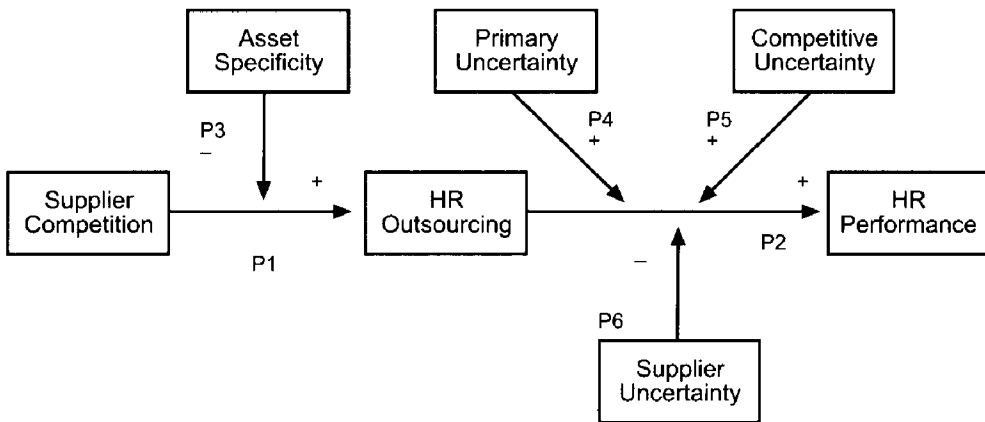 Asset
Specificity
Primary
Uncertainty
Competitive
Uncertainty
P3
–
P4
+
P5
+
Supplier
Competition
+
HR
Outsourcing
+
HR
Performance
P1
–
P2
P6
Supplier
Uncertainty